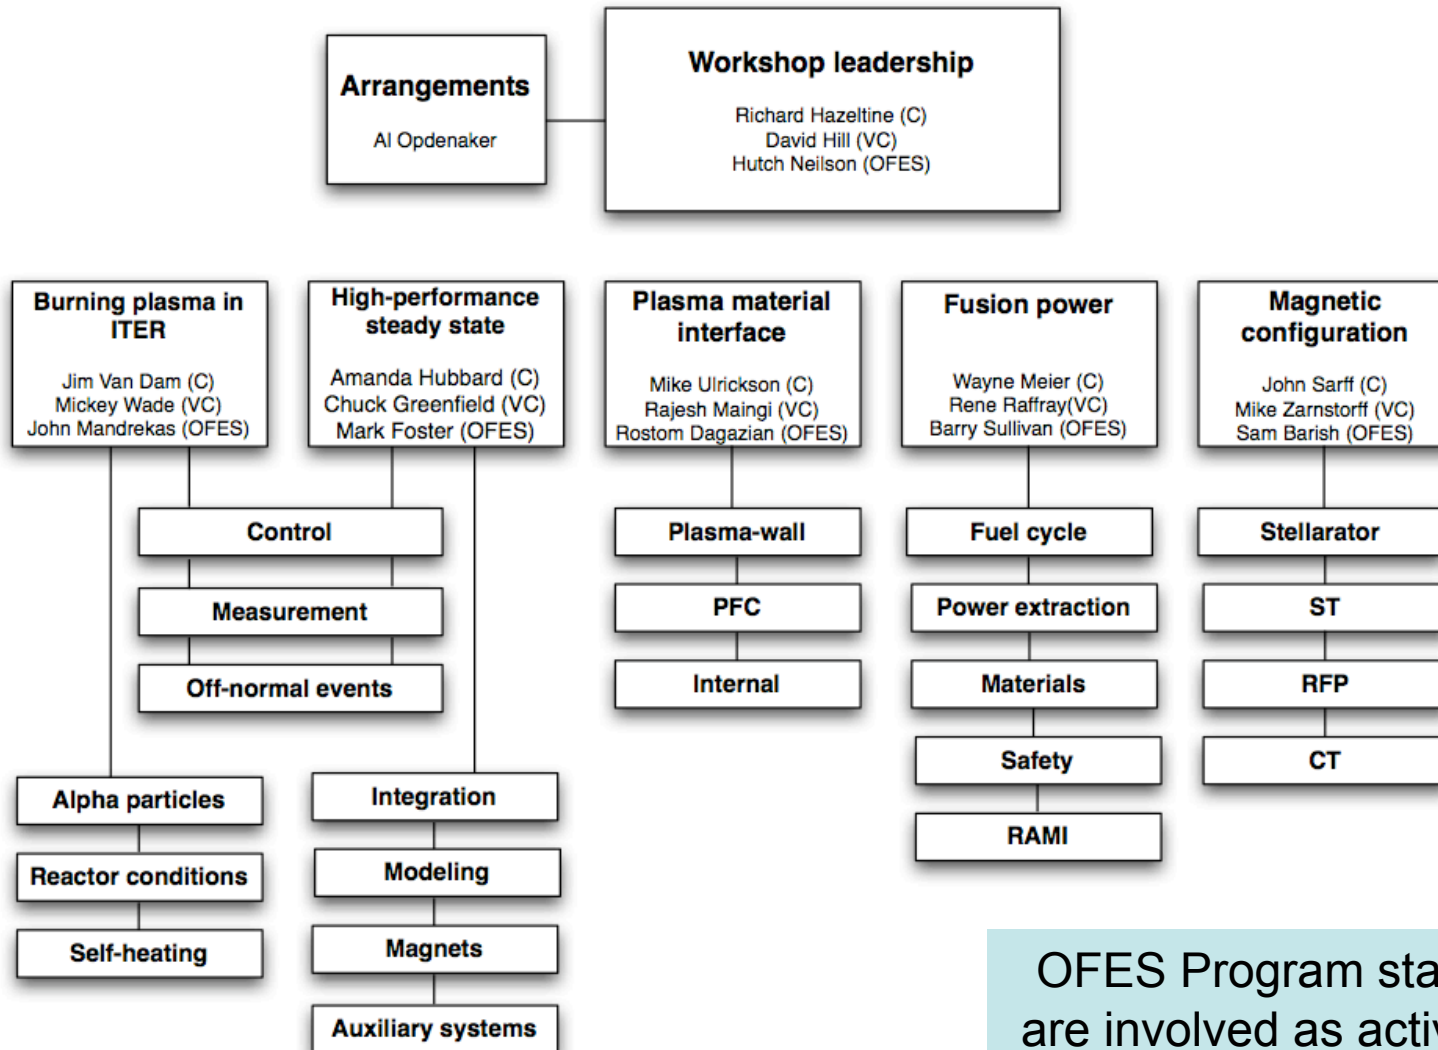 Arrangements
Al Opdenaker
Workshop leadership
Richard Hazeltine (C)
David Hill (VC)
Hutch Neilson (OFES)
Burning plasma in
ITER
Jim Van Dam (C)
Mickey Wade (VC)
John Mandrekas (OFES)
High-performance
steady state
Amanda Hubbard (C)
Chuck Greenfield (VC)
Mark Foster (OFES)
Plasma material
interface
Mike Ulrickson (C)
Rajesh Maingi (VC)
Rostom Dagazian (OFES)
Fusion power
Wayne Meier (C)
Rene Raffray(VC)
Barry Sullivan (OFES)
Magnetic
configuration
John Sarff (C)
Mike Zarnstorff (VC)
Sam Barish (OFES)
Control
Measurement
Off-normal events
Alpha particles
Reactor conditions
Self-heating
Integration
Modeling
Magnets
Auxiliary systems
Plasma-wall
PFC
Internal
Fuel cycle
Power extraction
Materials
Safety
RAMI
Stellarator
ST
RFP
CT
OFES Program
are involved as